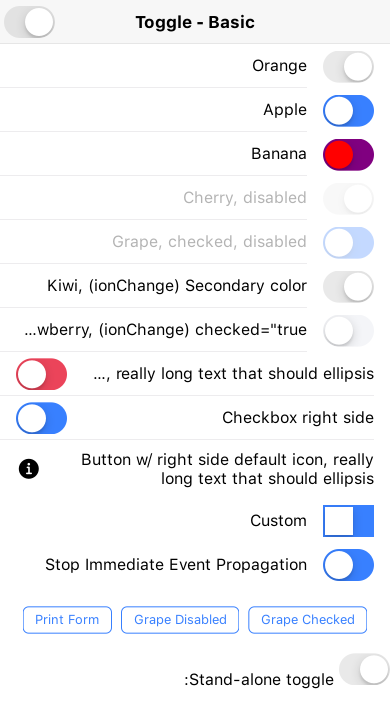 Toggle - Basic
Orange
Apple
Banana
Cherry, disabled
Grape, checked, disabled
Kiwi, (ionChange) Secondary color
...wberry, (ionChange) checked="true
..., really long text that should ellipsis
Checkbox right side
Button w/ right side default icon, really
long text that should ellipsis
Custom
Stop Immediate Event Propagation
Print Form Grape Disabled Grape Checked
:Stand-alone toggle